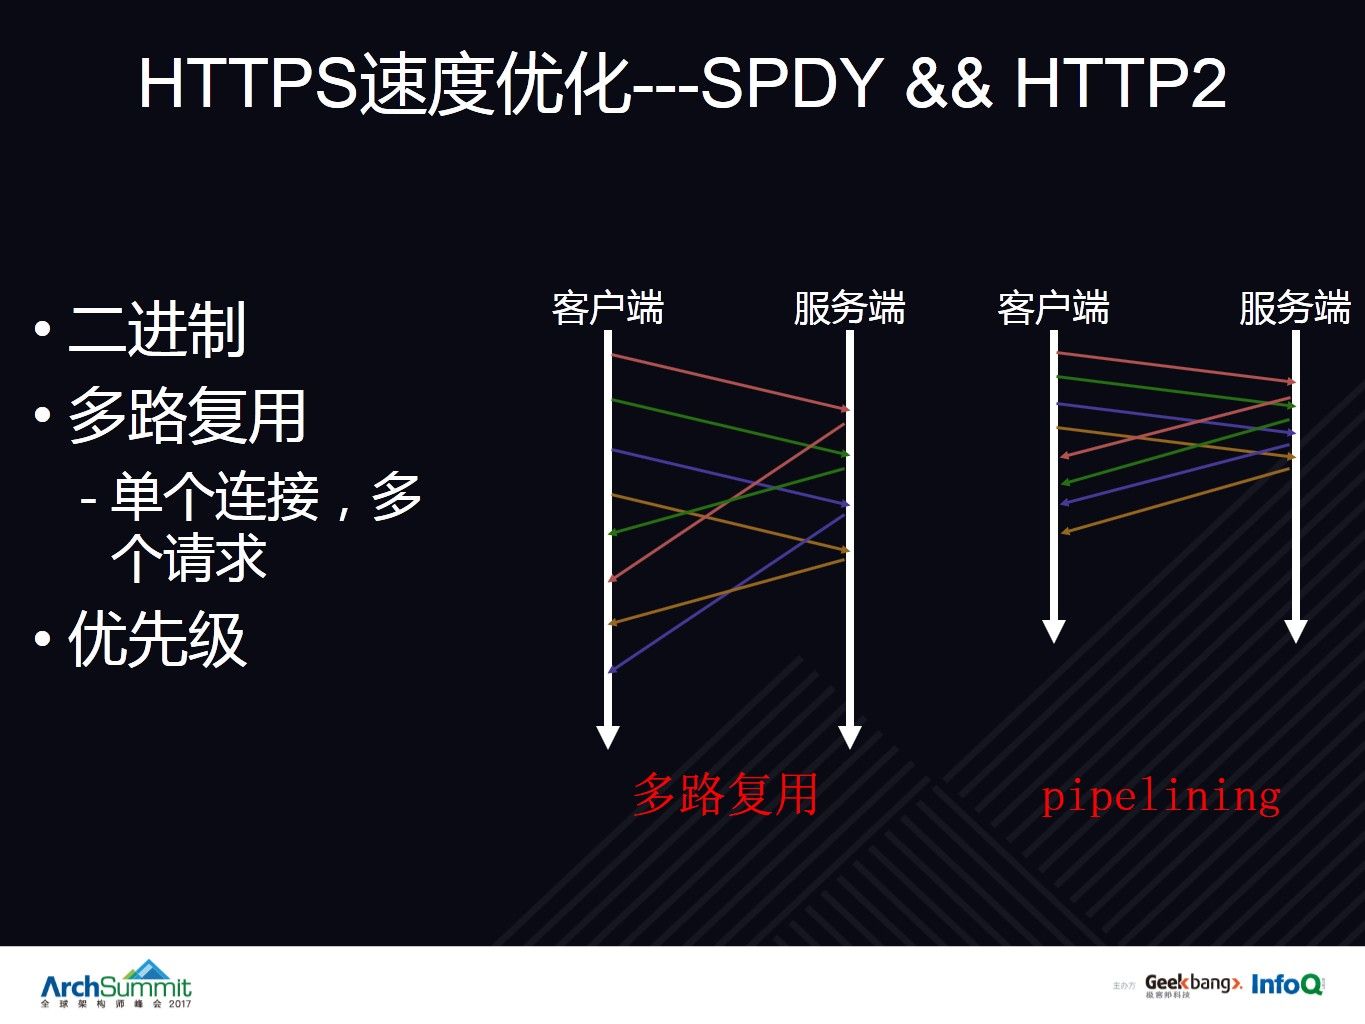 HTTPS速度优化---SPDY && HTTP2
• 二进制
• 多路复用
- 单个连接，多
个请求
• 优先级
客户端
服务端
客户端
服务端
多路复用
pipelining
ArchSummit
全球架构师峰会 2017
主办方
Geekbang>.
极客邦科技
InfoQ